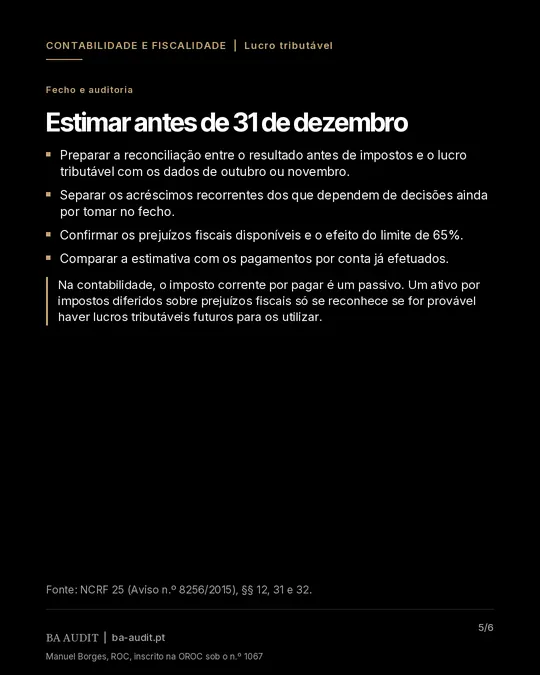 CONTABILIDADE E FISCALIDADE | Lucro tributável
Fecho e auditoria
Estimar antes de 31 de dezembro
Preparar a reconciliação entre o resultado antes de impostos e o lucro
tributável com os dados de outubro ou novembro.
Separar os acréscimos recorrentes dos que dependem de decisões ainda
por tomar no fecho.
Confirmar os prejuízos fiscais disponíveis e o efeito do limite de 65%.
Comparar a estimativa com os pagamentos por conta já efetuados.
Na contabilidade, o imposto corrente por pagar é um passivo. Um ativo por
impostos diferidos sobre prejuízos fiscais só se reconhece se for provável
haver lucros tributáveis futuros para os utilizar.
Fonte: NCRF 25 (Aviso n.º 8256/2015), §§ 12, 31 e 32.
5/6
BA AUDIT | ba-audit.pt
Manuel Borges, ROC, inscrito na OROC sob o n.º 1067